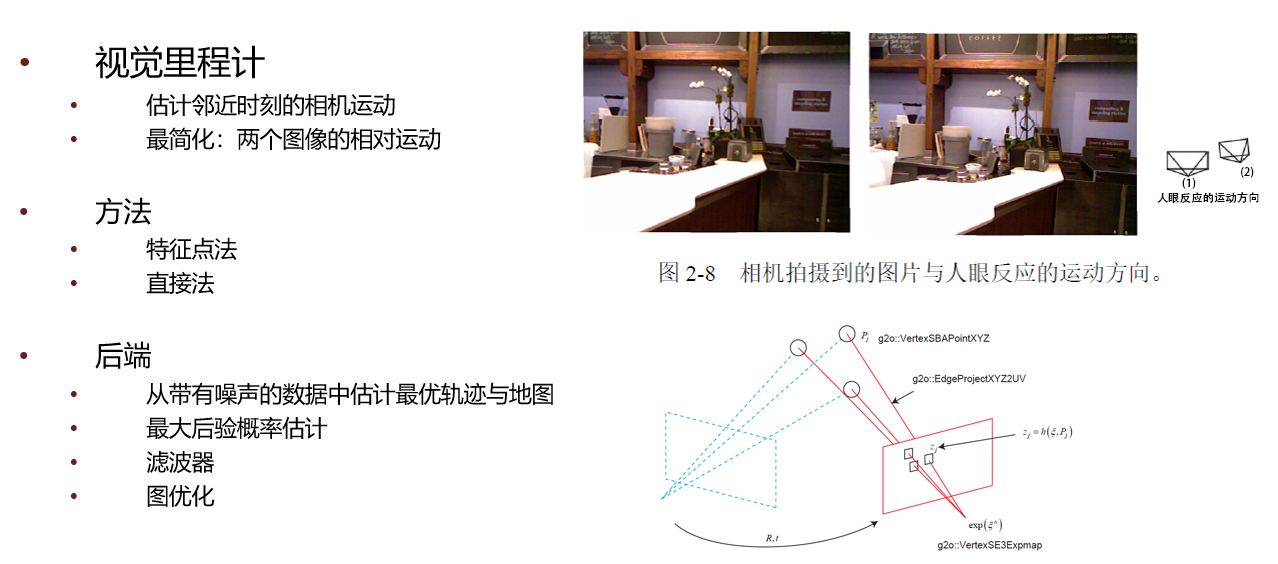 视觉里程计
估计邻近时刻的相机运动
最简化：两个图像的相对运动
方法
特征点法
直接法
后端
从带有噪声的数据中估计最优轨迹与地图
最大后验概率估计
滤波器
图优化
(1)
(2)
人眼反应的运动方向
图 2-8 相机拍摄到的图片与人眼反应的运动方向。
P_j g2o::VertexSBAPointXYZ
g2o::EdgeProjectXYZ2UV
z_j = h(ξ, P_j)
z_j
exp(ξ^)
R, t
g2o::VertexSE3Expmap